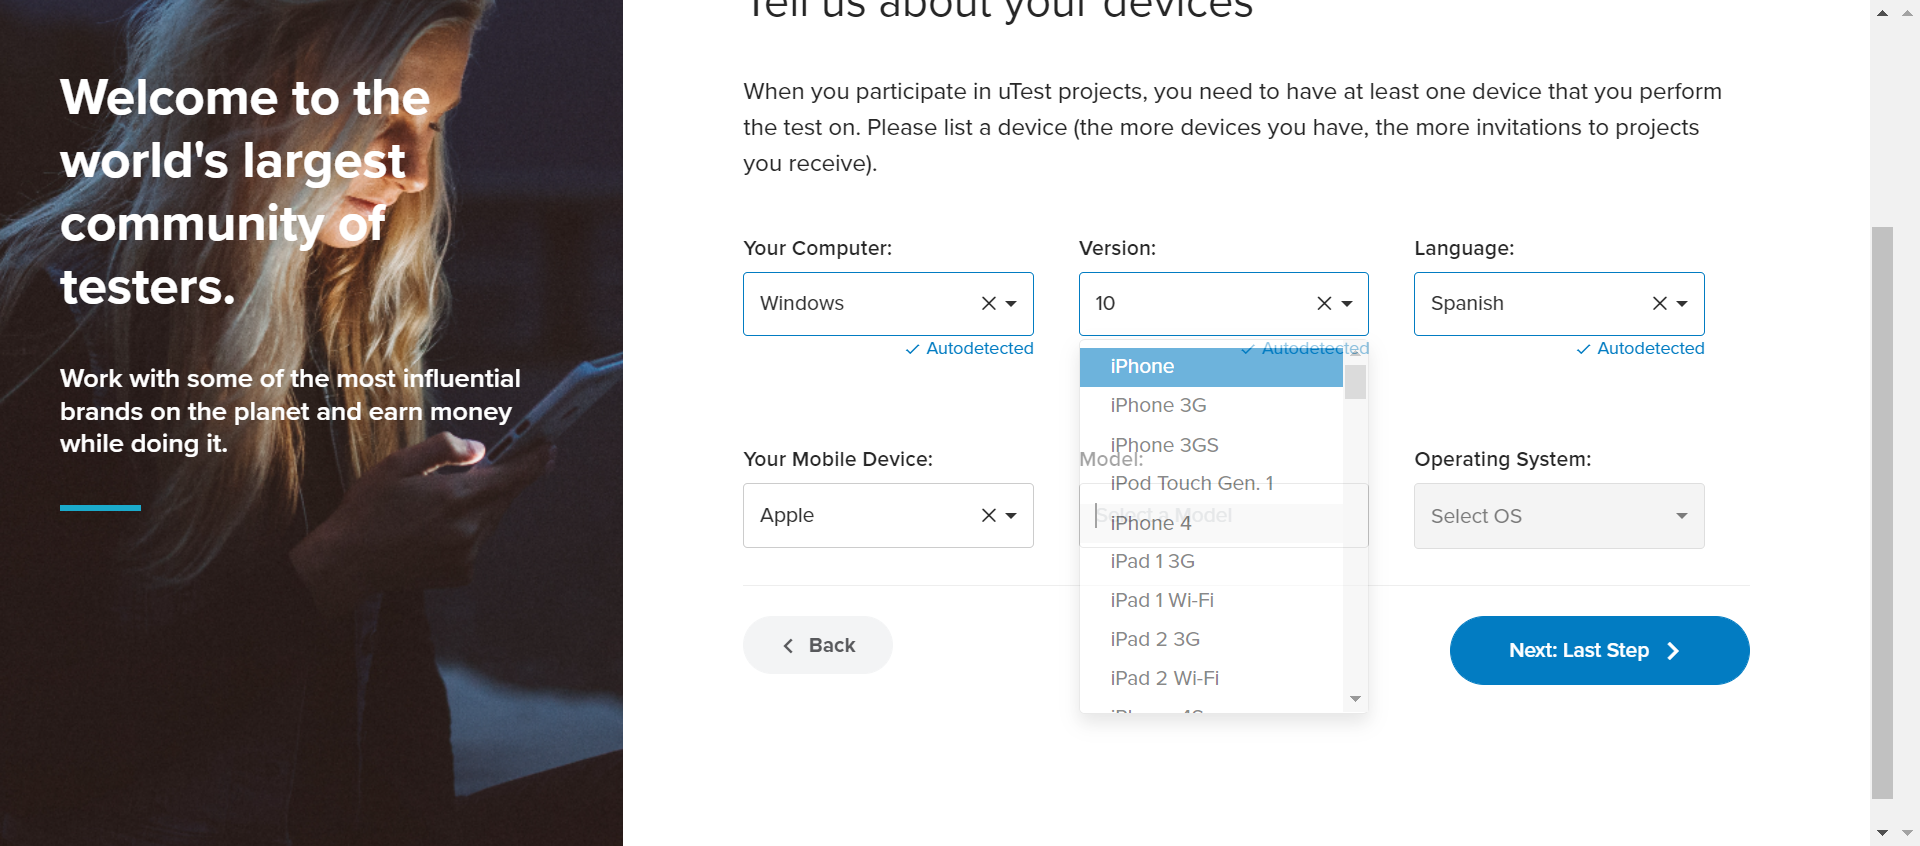 Welcome to the
world's largest
community of
testers.
Work with some of the most influential
brands on the planet and earn money
while doing it.
Tell us about your devices
When you participate in uTest projects, you need to have at least one device that you perform
the test on. Please list a device (the more devices you have, the more invitations to projects
you receive).
Your Computer:
Windows
Autodetected
Version:
10
Autodetected
Language:
Spanish
Autodetected
Your Mobile Device:
Apple
Model:
Select a Model
iPhone
iPhone 3G
iPhone 3GS
iPod Touch Gen. 1
iPhone 4
iPad 1 3G
iPad 1 Wi-Fi
iPad 2 3G
iPad 2 Wi-Fi
Operating System:
Select OS
Back
Next: Last Step